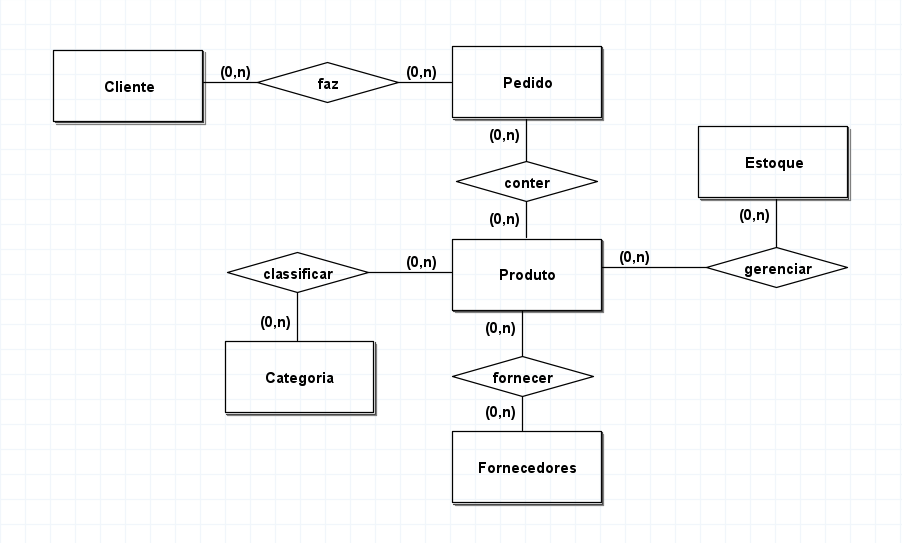 Cliente
(0,n)
faz
(0,n)
Pedido
(0,n)
conter
(0,n)
Estoque
(0,n)
gerenciar
(0,n)
Produto
(0,n)
classificar
(0,n)
Categoria
(0,n)
fornecer
(0,n)
Fornecedores